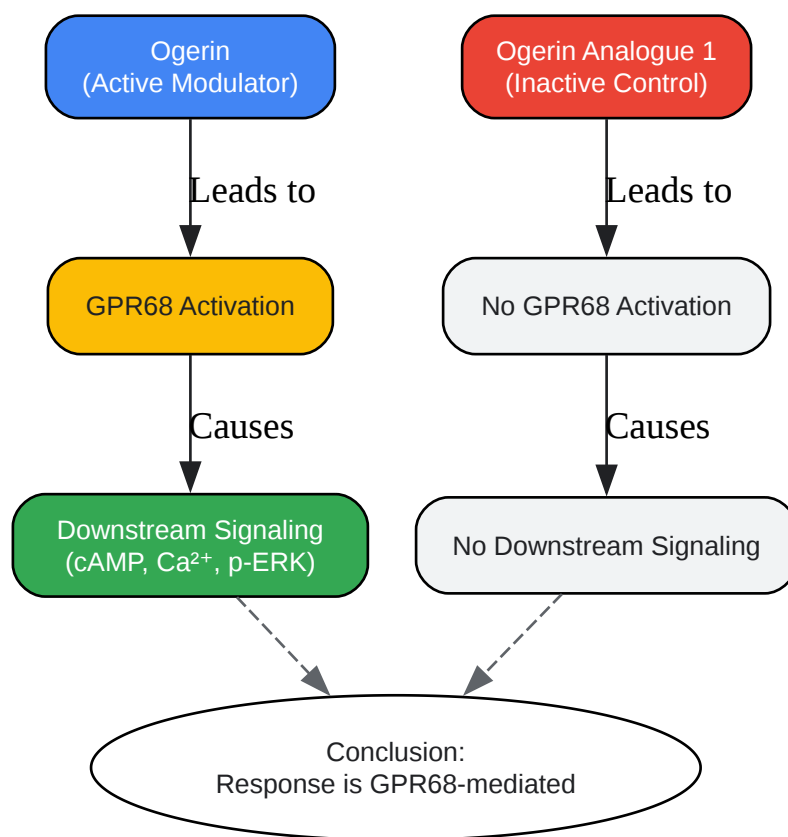 Ogerin
(Active Modulator)
Ogerin Analogue 1
(Inactive Control)
Leads to
Leads to
GPR68 Activation
No GPR68 Activation
Causes
Causes
Downstream Signaling
(cAMP, Ca²⁺, p-ERK)
No Downstream Signaling
Conclusion:
Response is GPR68-mediated